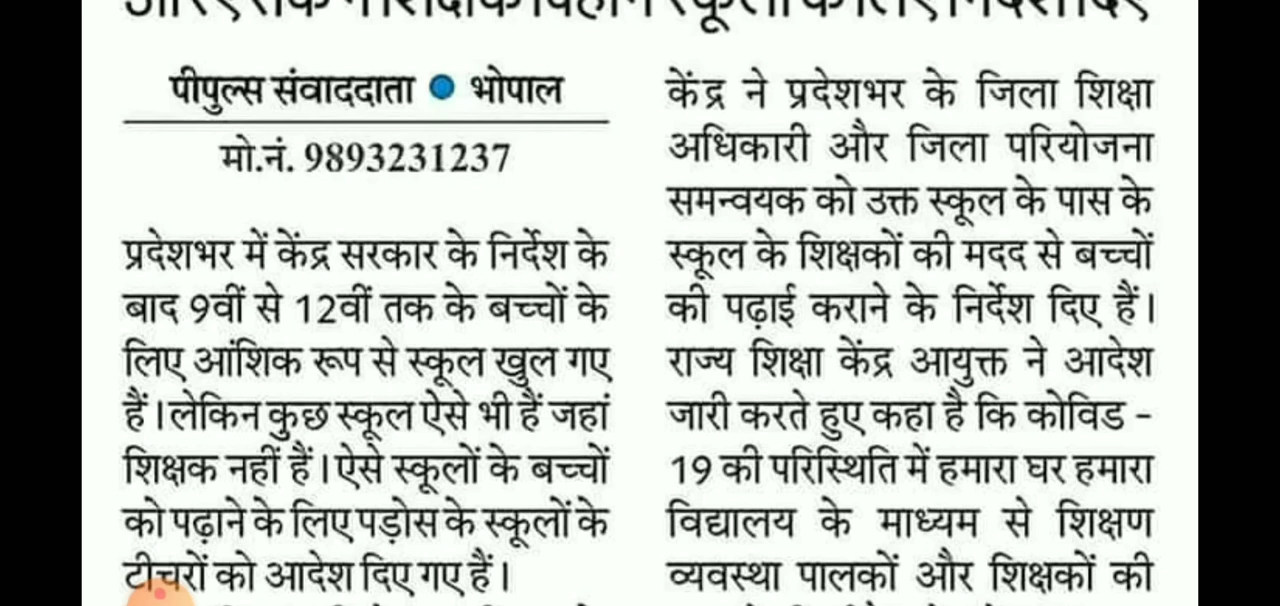 आरएसके ने शिक्षक विहीन स्कूलों के लिए निर्देश दिए
पीपुल्स संवाददाता ● भोपाल
मो.नं. 9893231237
प्रदेशभर में केंद्र सरकार के निर्देश के
बाद 9वीं से 12वीं तक के बच्चों के
लिए आंशिक रूप से स्कूल खुल गए
हैं। लेकिन कुछ स्कूल ऐसे भी हैं जहां
शिक्षक नहीं हैं। ऐसे स्कूलों के बच्चों
को पढ़ाने के लिए पड़ोस के स्कूलों के
टीचरों को आदेश दिए गए हैं।
केंद्र ने प्रदेशभर के जिला शिक्षा
अधिकारी और जिला परियोजना
समन्वयक को उक्त स्कूल के पास के
स्कूल के शिक्षकों की मदद से बच्चों
की पढ़ाई कराने के निर्देश दिए हैं।
राज्य शिक्षा केंद्र आयुक्त ने आदेश
जारी करते हुए कहा है कि कोविड -
19 की परिस्थिति में हमारा घर हमारा
विद्यालय के माध्यम से शिक्षण
व्यवस्था पालकों और शिक्षकों की